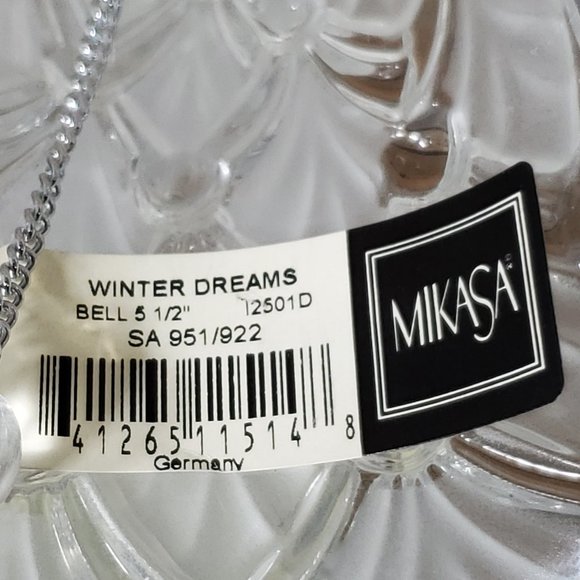 WINTER DREAMS
BELL 5 1/2" 12501D
SA 951/922
41265 11514 8
Germany
MIKASA®